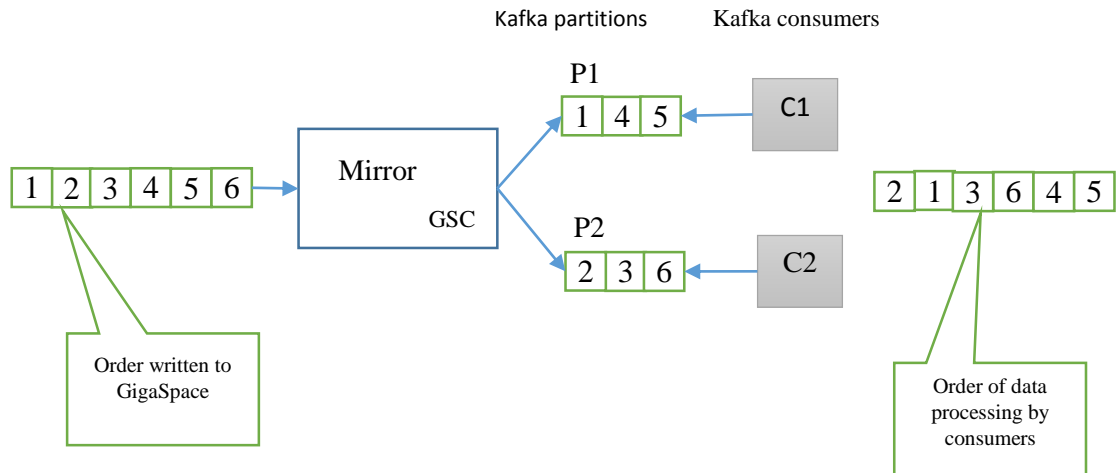 Kafka partitions Kafka consumers
P1
1 4 5
C1
Mirror
GSC
1 2 3 4 5 6
2 1 3 6 4 5
P2
2 3 6
C2
Order written to
GigaSpace
Order of data
processing by
consumers